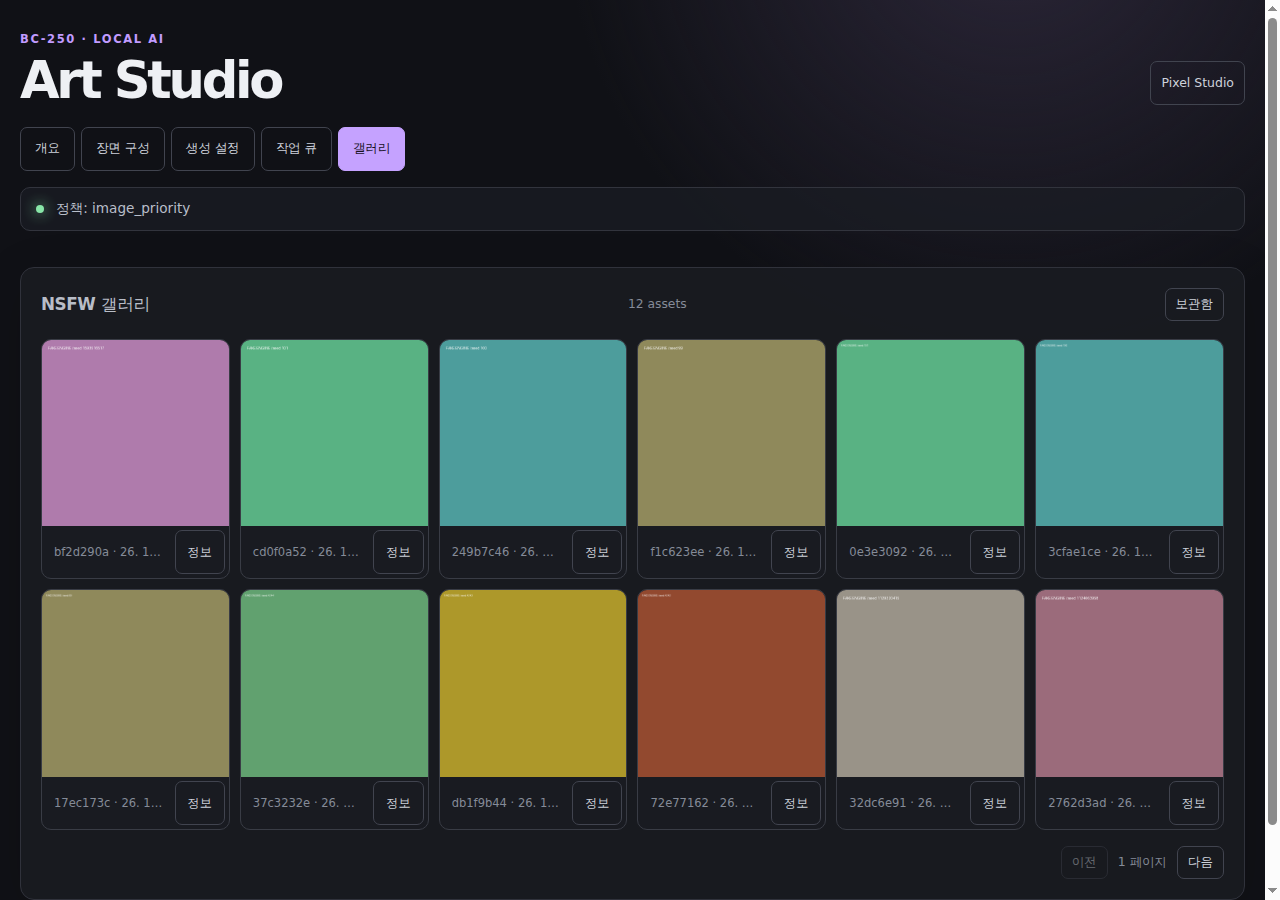 BC-250 · LOCAL AI
Art Studio
Pixel Studio
개요
장면 구성
생성 설정
작업 큐
갤러리
정책: image_priority
NSFW 갤러리
12 assets
보관함
bf2d290a · 26. 1… 정보
cd0f0a52 · 26. 1… 정보
249b7c46 · 26. … 정보
f1c623ee · 26. 1… 정보
0e3e3092 · 26. … 정보
3cfae1ce · 26. 1… 정보
17ec173c · 26. 1… 정보
37c3232e · 26. … 정보
db1f9b44 · 26. 1… 정보
72e77162 · 26. … 정보
32dc6e91 · 26. … 정보
2762d3ad · 26. … 정보
이전
1 페이지
다음